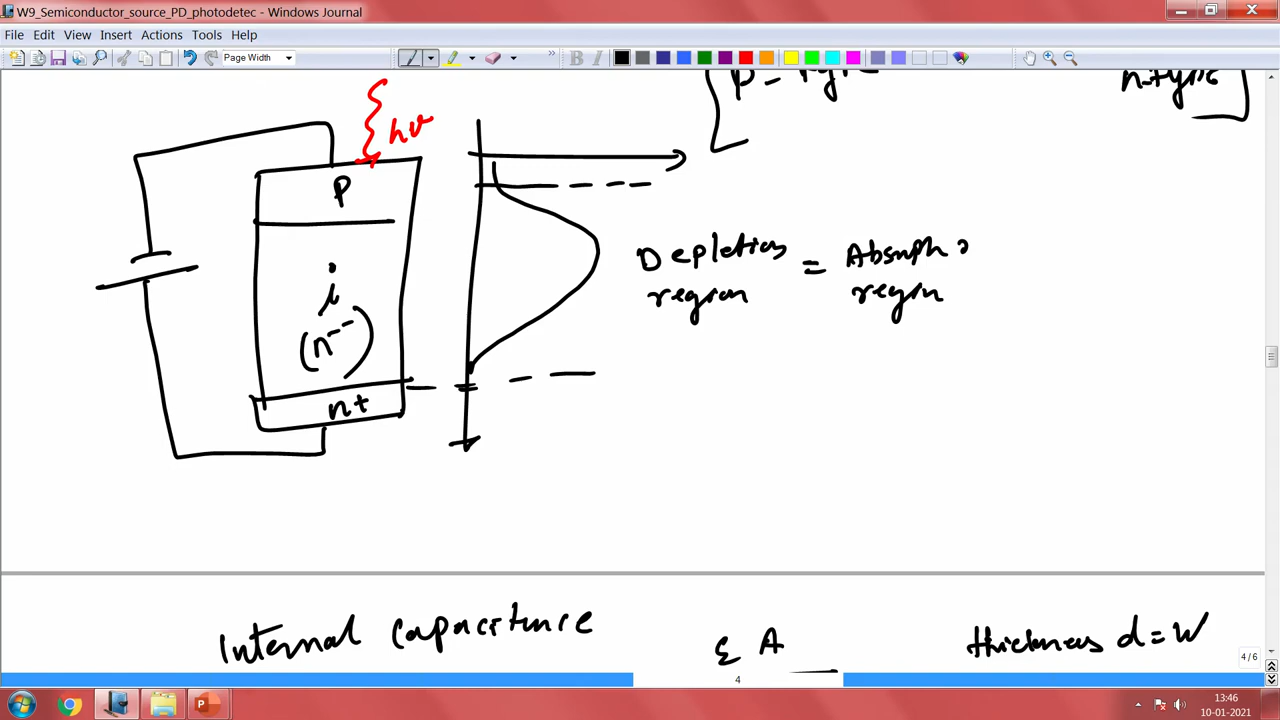 W9_Semiconductor_source_PD_photodetec - Windows Journal
File Edit View Insert Actions Tools Help
Page Width
B I
hν
p
i
(n--)
n+
Depletion = 
region region
n-type
Internal capacitance
ε A
thickness d=W
4/6
4
13:46
10-01-2021